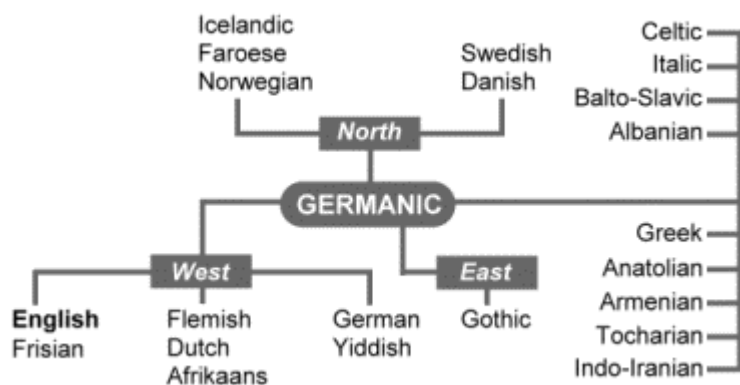 Icelandic
Faroese
Norwegian
Swedish
Danish
North
GERMANIC
West
East
English
Frisian
Flemish
Dutch
Afrikaans
German
Yiddish
Gothic
Celtic
Italic
Balto-Slavic
Albanian
Greek
Anatolian
Armenian
Tocharian
Indo-Iranian